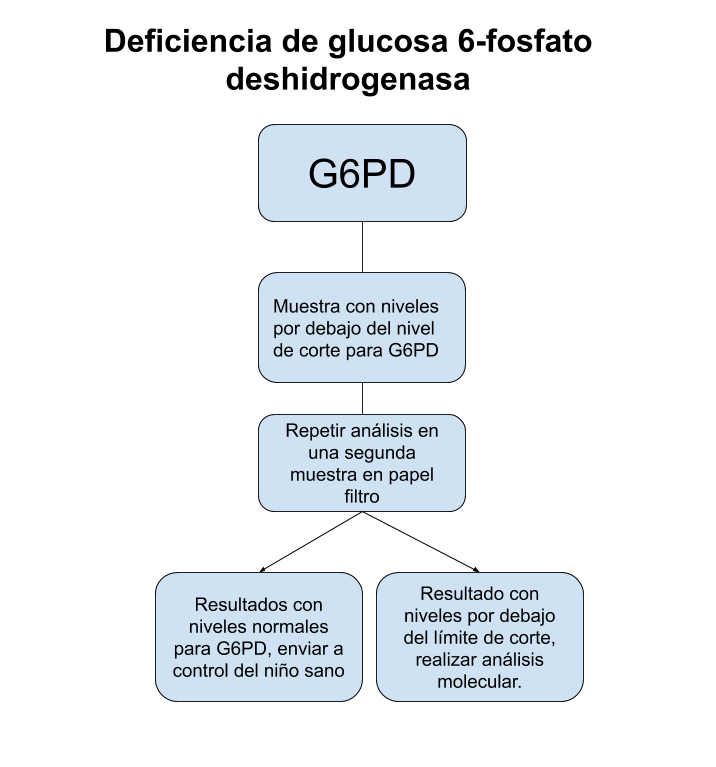 Deficiencia de glucosa 6-fosfato
deshidrogenasa
G6PD
Muestra con niveles
por debajo del nivel
de corte para G6PD
Repetir análisis en
una segunda
muestra en papel
filtro
Resultados con
niveles normales
para G6PD, enviar a
control del niño sano
Resultado con
niveles por debajo
del límite de corte,
realizar análisis
molecular.